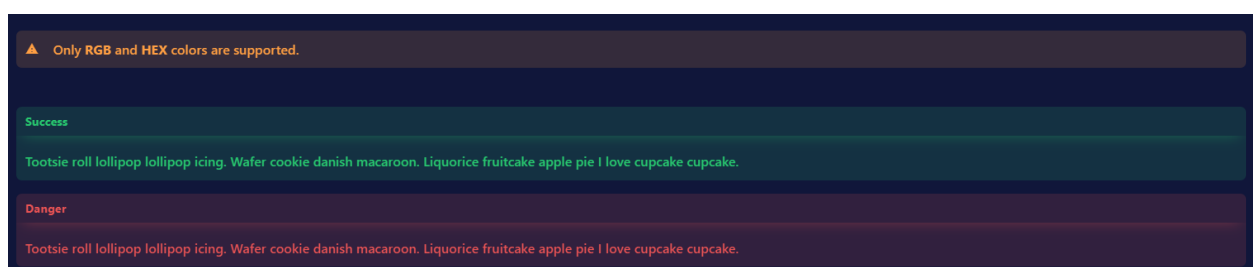 Only RGB and HEX colors are supported.
Success
Tootsie roll lollipop lollipop icing. Wafer cookie danish macaroon. Liquorice fruitcake apple pie I love cupcake cupcake.
Danger
Tootsie roll lollipop lollipop icing. Wafer cookie danish macaroon. Liquorice fruitcake apple pie I love cupcake cupcake.